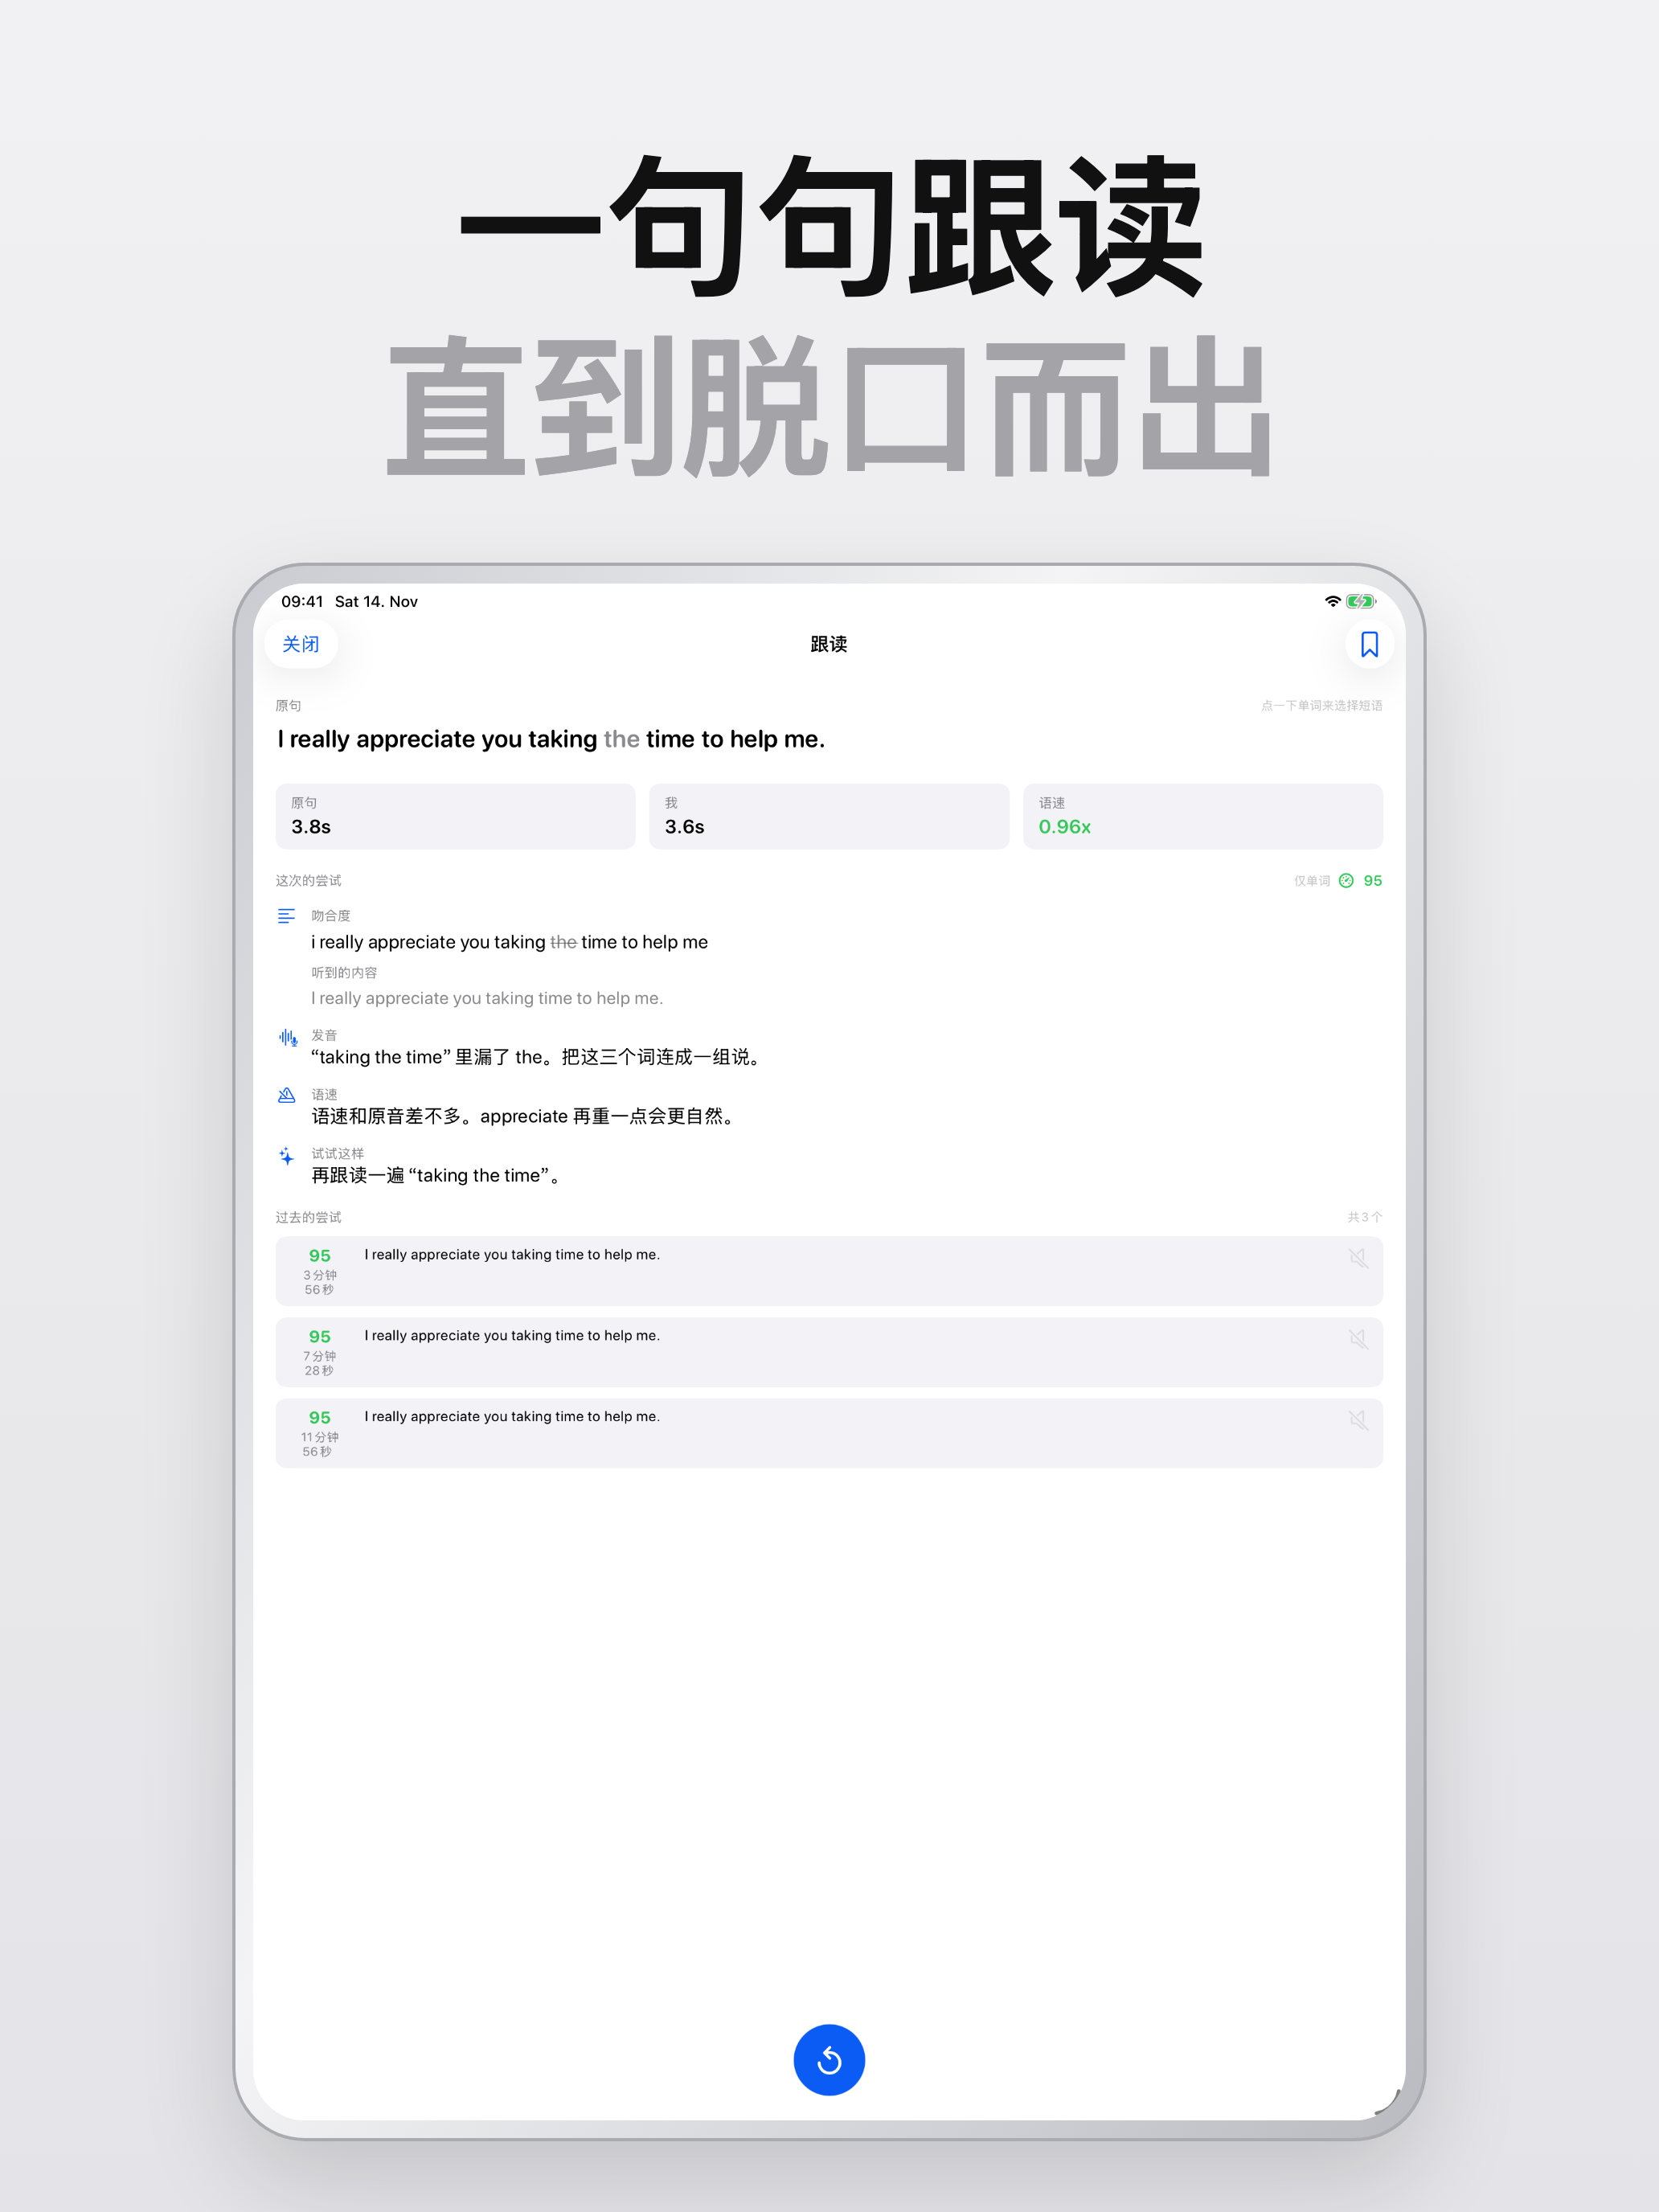 一句句跟读
直到脱口而出
09:41 Sat 14. Nov
关闭
跟读
原句
点一下单词来选择短语
I really appreciate you taking the time to help me.
原句
3.8s
我
3.6s
语速
0.96x
这次的尝试
仅单词 95
吻合度
i really appreciate you taking the time to help me
听到的内容
I really appreciate you taking time to help me.
发音
“taking the time” 里漏了 the。把这三个词连成一组说。
语速
语速和原音差不多。appreciate 再重一点会更自然。
试试这样
再跟读一遍 “taking the time”。
过去的尝试
共 3 个
95
3 分钟
56 秒
I really appreciate you taking time to help me.
95
7 分钟
28 秒
I really appreciate you taking time to help me.
95
11 分钟
56 秒
I really appreciate you taking time to help me.